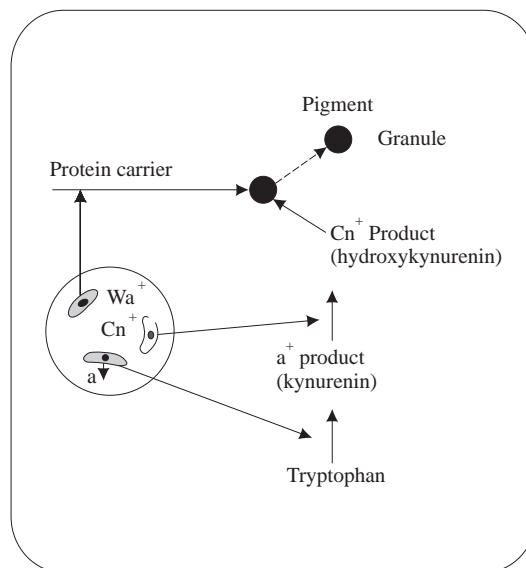 Pigment
Granule
Protein carrier
Cn⁺ Product
(hydroxykynurenin)
Wa⁺
Cn⁺
a
a⁺ product
(kynurenin)
Tryptophan